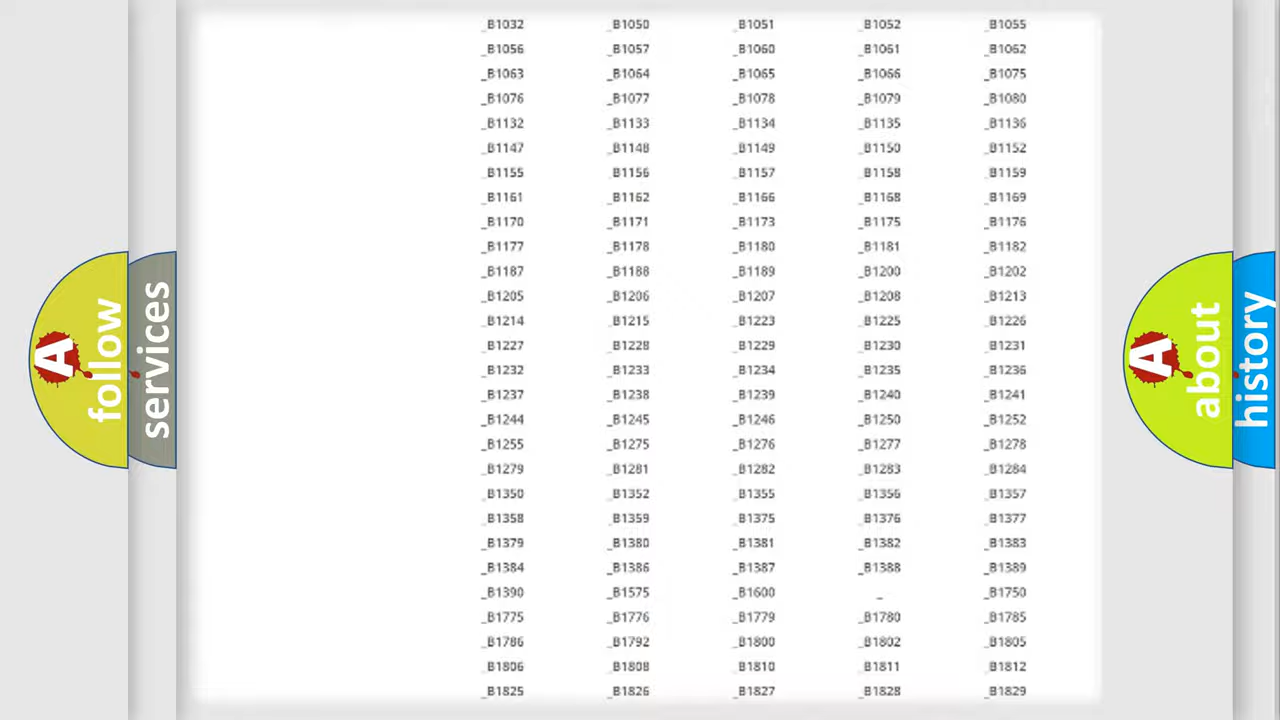 _B1032 _B1050 _B1051 _B1052 _B1055
_B1056 _B1057 _B1060 _B1061 _B1062
_B1063 _B1064 _B1065 _B1066 _B1075
_B1076 _B1077 _B1078 _B1079 _B1080
_B1132 _B1133 _B1134 _B1135 _B1136
_B1147 _B1148 _B1149 _B1150 _B1152
_B1155 _B1156 _B1157 _B1158 _B1159
_B1161 _B1162 _B1166 _B1168 _B1169
_B1170 _B1171 _B1173 _B1175 _B1176
_B1177 _B1178 _B1180 _B1181 _B1182
_B1187 _B1188 _B1189 _B1200 _B1202
_B1205 _B1206 _B1207 _B1208 _B1213
_B1214 _B1215 _B1223 _B1225 _B1226
_B1227 _B1228 _B1229 _B1230 _B1231
_B1232 _B1233 _B1234 _B1235 _B1236
_B1237 _B1238 _B1239 _B1240 _B1241
_B1244 _B1245 _B1246 _B1250 _B1252
_B1255 _B1275 _B1276 _B1277 _B1278
_B1279 _B1281 _B1282 _B1283 _B1284
_B1350 _B1352 _B1355 _B1356 _B1357
_B1358 _B1359 _B1375 _B1376 _B1377
_B1379 _B1380 _B1381 _B1382 _B1383
_B1384 _B1386 _B1387 _B1388 _B1389
_B1390 _B1575 _B1600 _ _B1750
_B1775 _B1776 _B1779 _B1780 _B1785
_B1786 _B1792 _B1800 _B1802 _B1805
_B1806 _B1808 _B1810 _B1811 _B1812
_B1825 _B1826 _B1827 _B1828 _B1829
A
follow
services
A
about
history